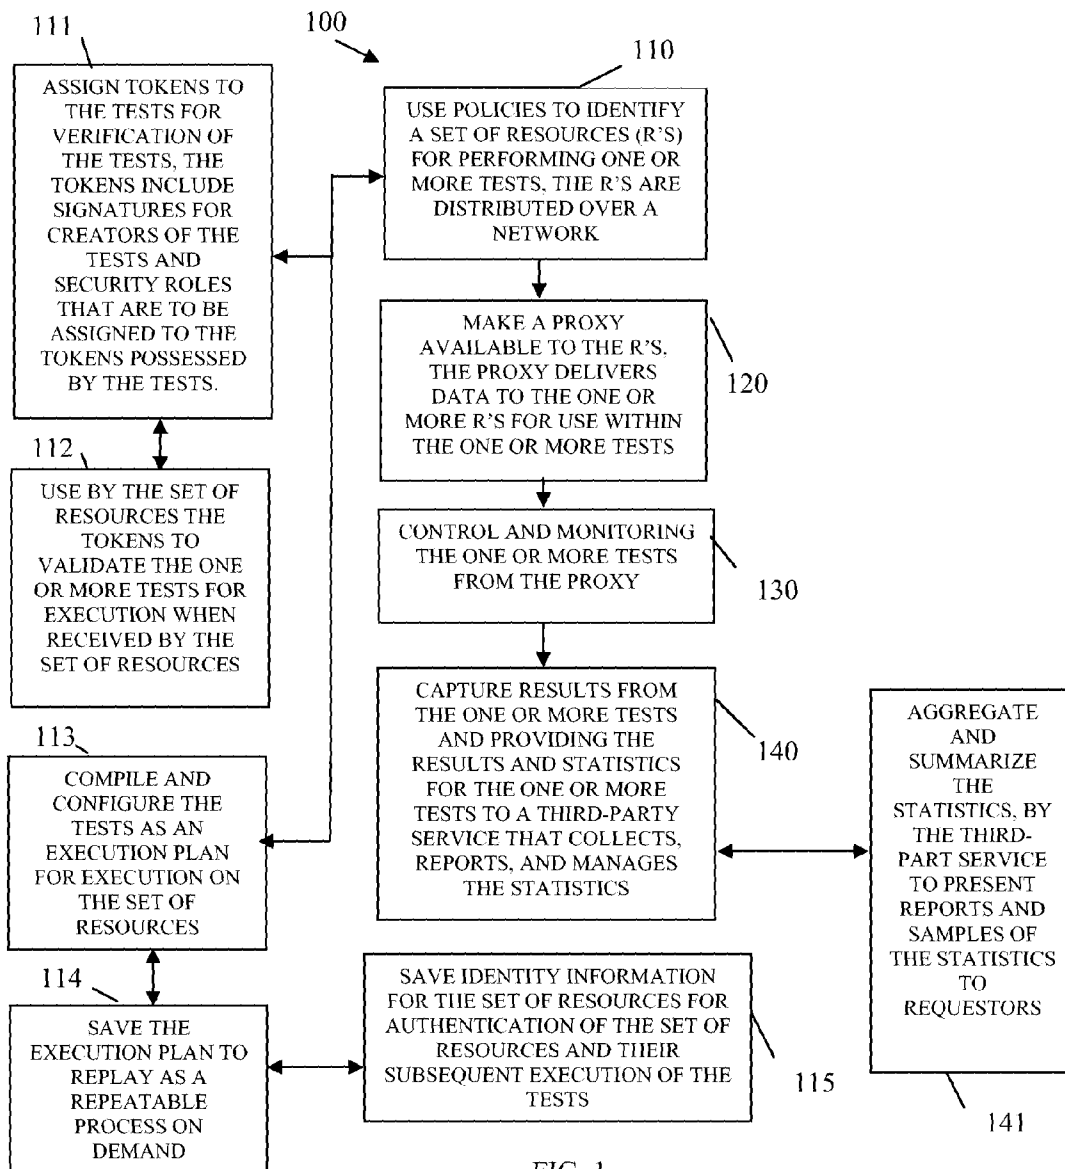 100
111
ASSIGN TOKENS TO
THE TESTS FOR
VERIFICATION OF
THE TESTS, THE
TOKENS INCLUDE
SIGNATURES FOR
CREATORS OF THE
TESTS AND
SECURITY ROLES
THAT ARE TO BE
ASSIGNED TO THE
TOKENS POSSESSED
BY THE TESTS.
112
USE BY THE SET OF
RESOURCES THE
TOKENS TO
VALIDATE THE ONE
OR MORE TESTS FOR
EXECUTION WHEN
RECEIVED BY THE
SET OF RESOURCES
113
COMPILE AND
CONFIGURE THE
TESTS AS AN
EXECUTION PLAN
FOR EXECUTION ON
THE SET OF
RESOURCES
114
SAVE THE
EXECUTION PLAN TO
REPLAY AS A
REPEATABLE
PROCESS ON
DEMAND
110
USE POLICIES TO IDENTIFY
A SET OF RESOURCES (R'S)
FOR PERFORMING ONE OR
MORE TESTS, THE R'S ARE
DISTRIBUTED OVER A
NETWORK
MAKE A PROXY
AVAILABLE TO THE R'S,
THE PROXY DELIVERS
DATA TO THE ONE OR
MORE R'S FOR USE WITHIN
THE ONE OR MORE TESTS
120
CONTROL AND MONITORING
THE ONE OR MORE TESTS
FROM THE PROXY
130
CAPTURE RESULTS FROM
THE ONE OR MORE TESTS
AND PROVIDING THE
RESULTS AND STATISTICS
FOR THE ONE OR MORE
TESTS TO A THIRD-PARTY
SERVICE THAT COLLECTS,
REPORTS, AND MANAGES
THE STATISTICS
140
SAVE IDENTITY INFORMATION
FOR THE SET OF RESOURCES FOR
AUTHENTICATION OF THE SET OF
RESOURCES AND THEIR
SUBSEQUENT EXECUTION OF THE
TESTS
115
AGGREGATE
AND
SUMMARIZE
THE
STATISTICS, BY
THE THIRD-
PART SERVICE
TO PRESENT
REPORTS AND
SAMPLES OF
THE STATISTICS
TO
REQUESTORS
141
FIG. 1